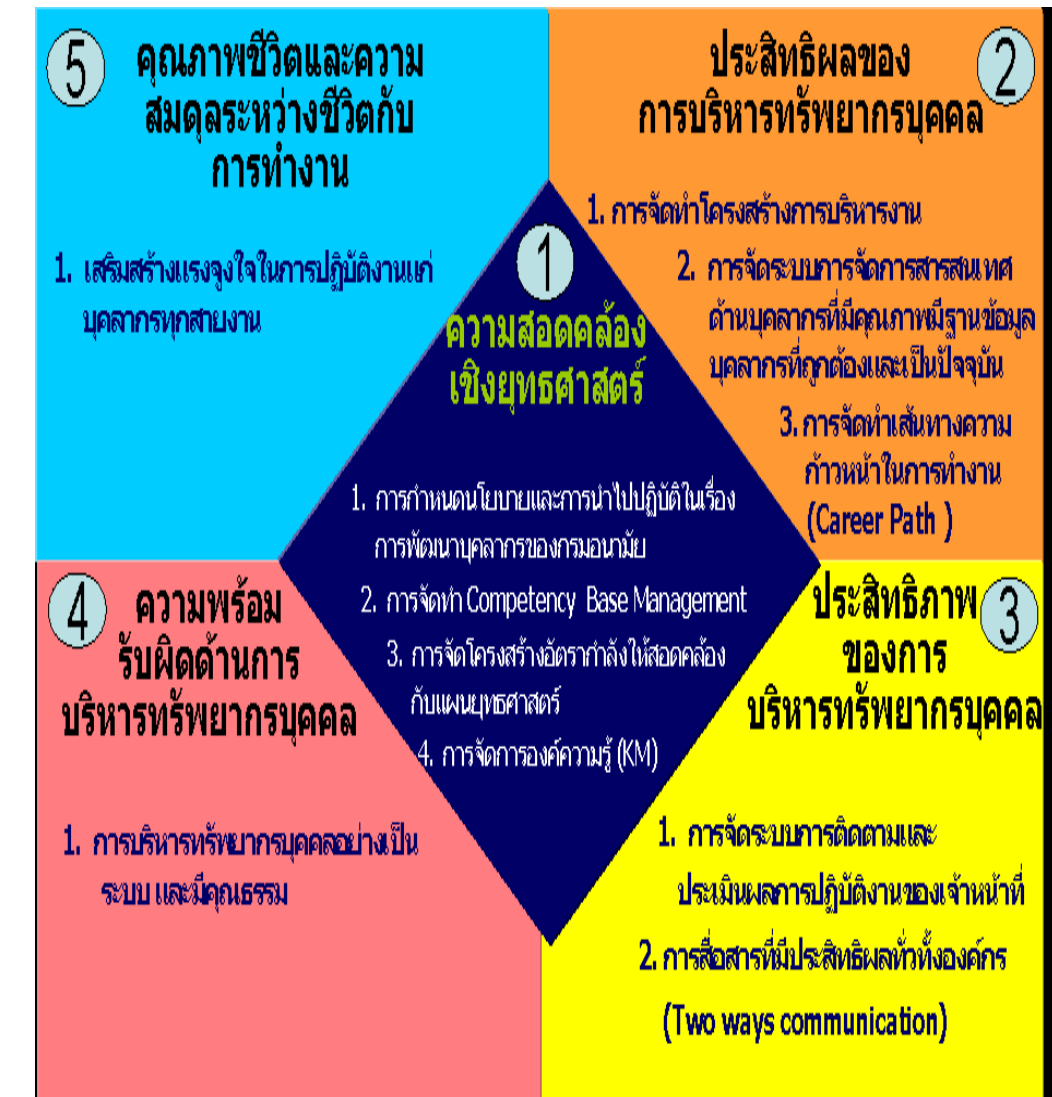 5
คุณภาพชีวิตและความ
สมดุลระหว่างชีวิตกับ
การทำงาน
1. เสริมสร้างแรงจูงใจในการปฏิบัติงานแก่
บุคลากรทุกสายงาน
2
ประสิทธิผลของ
การบริหารทรัพยากรบุคคล
1. การจัดทำโครงสร้างการบริหารงาน
2. การจัดระบบการจัดการสารสนเทศ
ด้านบุคลากรที่มีคุณภาพมีฐานข้อมูล
บุคลากรที่ถูกต้องและเป็นปัจจุบัน
3. การจัดทำเส้นทางความ
ก้าวหน้าในการทำงาน
(Career Path )
1
ความสอดคล้อง
เชิงยุทธศาสตร์
1. การกำหนดนโยบายและการนำไปปฏิบัติในเรื่อง
การพัฒนาบุคลากรของกรมอนามัย
2. การจัดทำ Competency Base Management
3. การจัดโครงสร้างอัตรากำลังให้สอดคล้อง
กับแผนยุทธศาสตร์
4. การจัดการองค์ความรู้ (KM)
4
ความพร้อม
รับผิดด้านการ
บริหารทรัพยากรบุคคล
1. การบริหารทรัพยากรบุคคลอย่างเป็น
ระบบ และมีคุณธรรม
3
ประสิทธิภาพ
ของการ
บริหารทรัพยากรบุคคล
1. การจัดระบบการติดตามและ
ประเมินผลการปฏิบัติงานของเจ้าหน้าที่
2. การสื่อสารที่มีประสิทธิผลทั่วทั้งองค์กร
(Two ways communication)